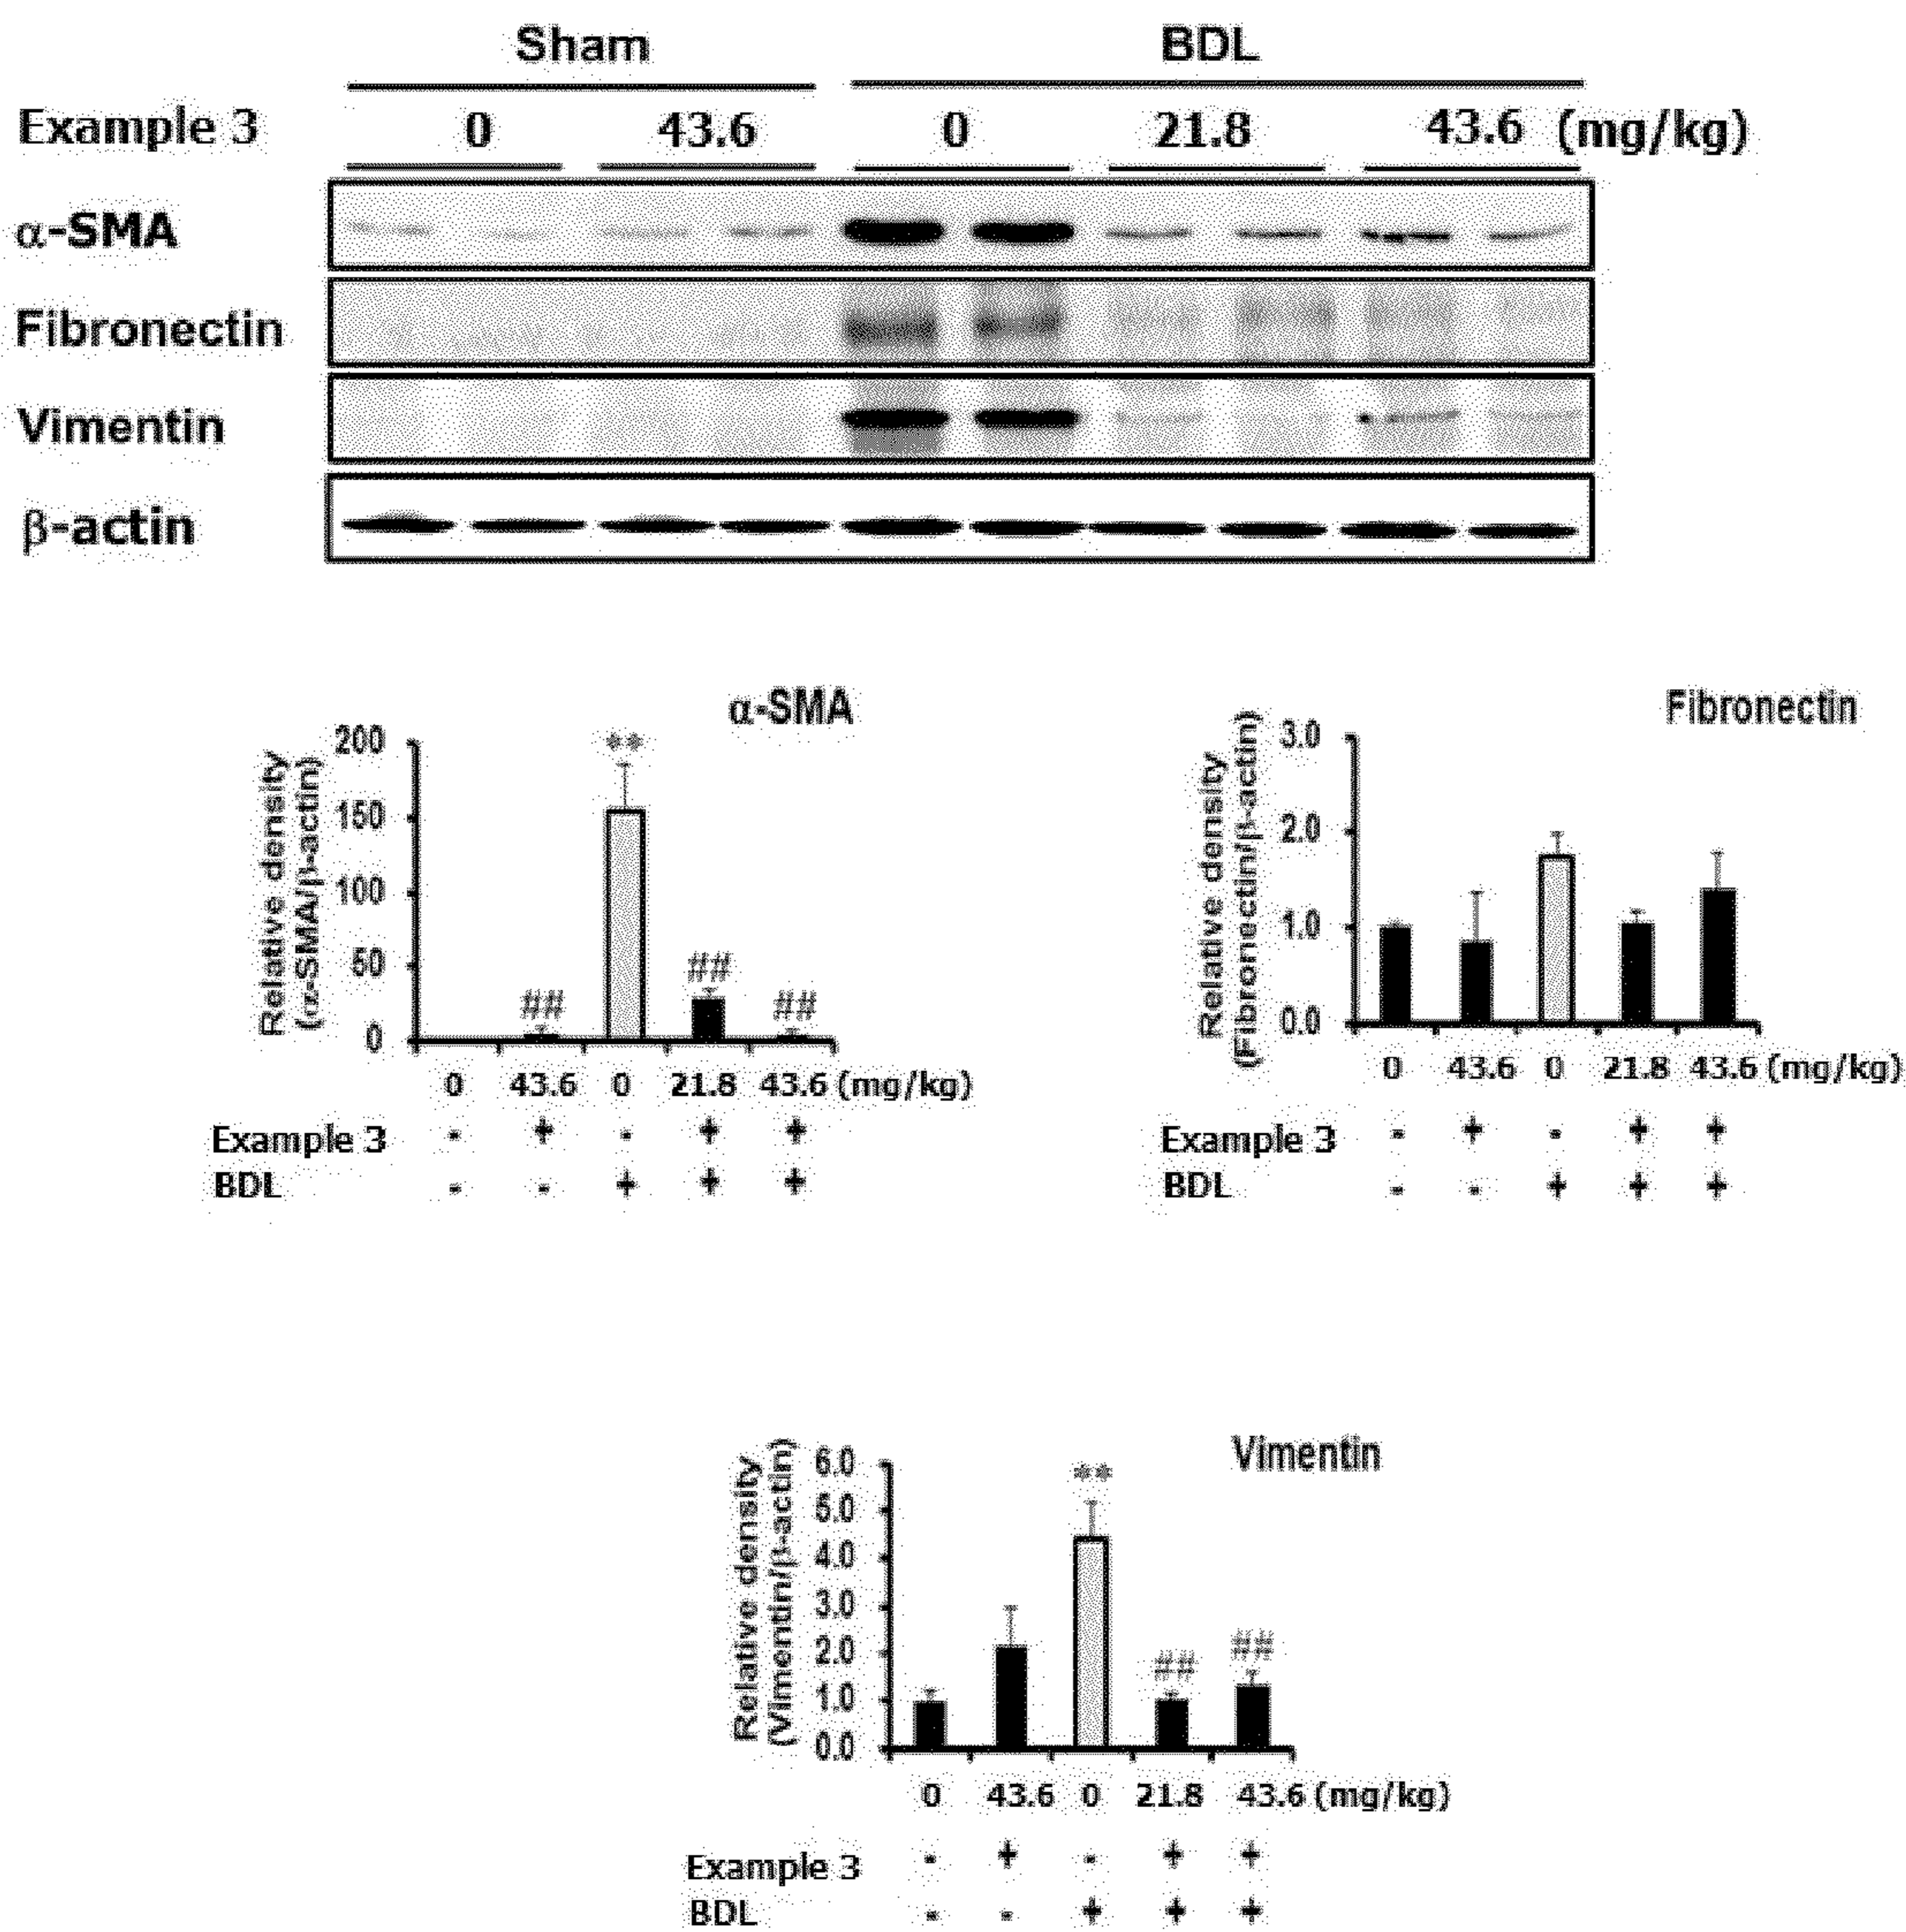 Sham BDL
Example 3 0 43.6 0 21.8 43.6 (mg/kg)
α-SMA
Fibronectin
Vimentin
β-actin
α-SMA
Relative density
(α-SMA/β-actin)
200
150
100
50
0
**
##
##
##
0 43.6 0 21.8 43.6 (mg/kg)
Example 3 - + - + +
BDL - - + + +
Fibronectin
Relative density
(Fibronectin/β-actin)
3.0
2.0
1.0
0.0
0 43.6 0 21.8 43.6 (mg/kg)
Example 3 - + - + +
BDL - - + + +
Vimentin
Relative density
(Vimentin/β-actin)
6.0
5.0
4.0
3.0
2.0
1.0
0.0
**
##
##
0 43.6 0 21.8 43.6 (mg/kg)
Example 3 - + - + +
BDL - - + + +